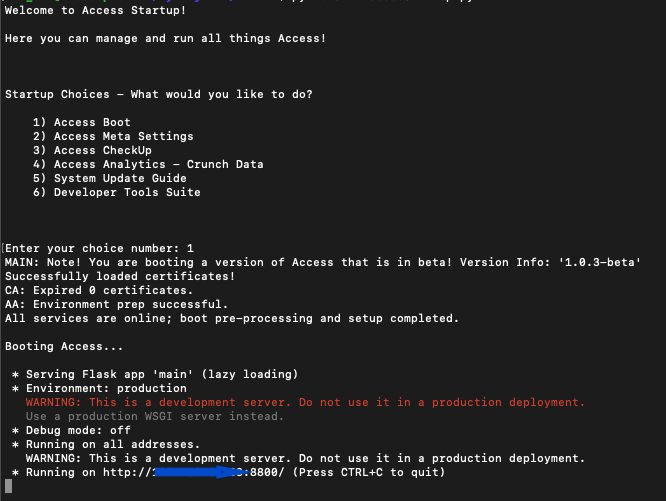 Welcome to Access Startup!
Here you can manage and run all things Access!
Startup Choices - What would you like to do?
1) Access Boot
2) Access Meta Settings
3) Access CheckUp
4) Access Analytics - Crunch Data
5) System Update Guide
6) Developer Tools Suite
Enter your choice number: 1
MAIN: Note! You are booting a version of Access that is in beta! Version Info: '1.0.3-beta'
Successfully loaded certificates!
CA: Expired 0 certificates.
AA: Environment prep successful.
All services are online; boot pre-processing and setup completed.
Booting Access...
* Serving Flask app 'main' (lazy loading)
* Environment: production
WARNING: This is a development server. Do not use it in a production deployment.
Use a production WSGI server instead.
* Debug mode: off
* Running on all addresses.
WARNING: This is a development server. Do not use it in a production deployment.
* Running on http:// :8800/ (Press CTRL+C to quit)